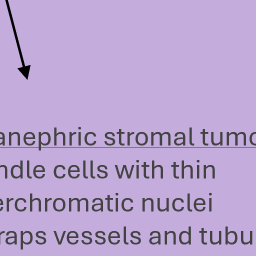 anephric stromal tumo
ndle cells with thin
erchromatic nuclei
raps vessels and tubu